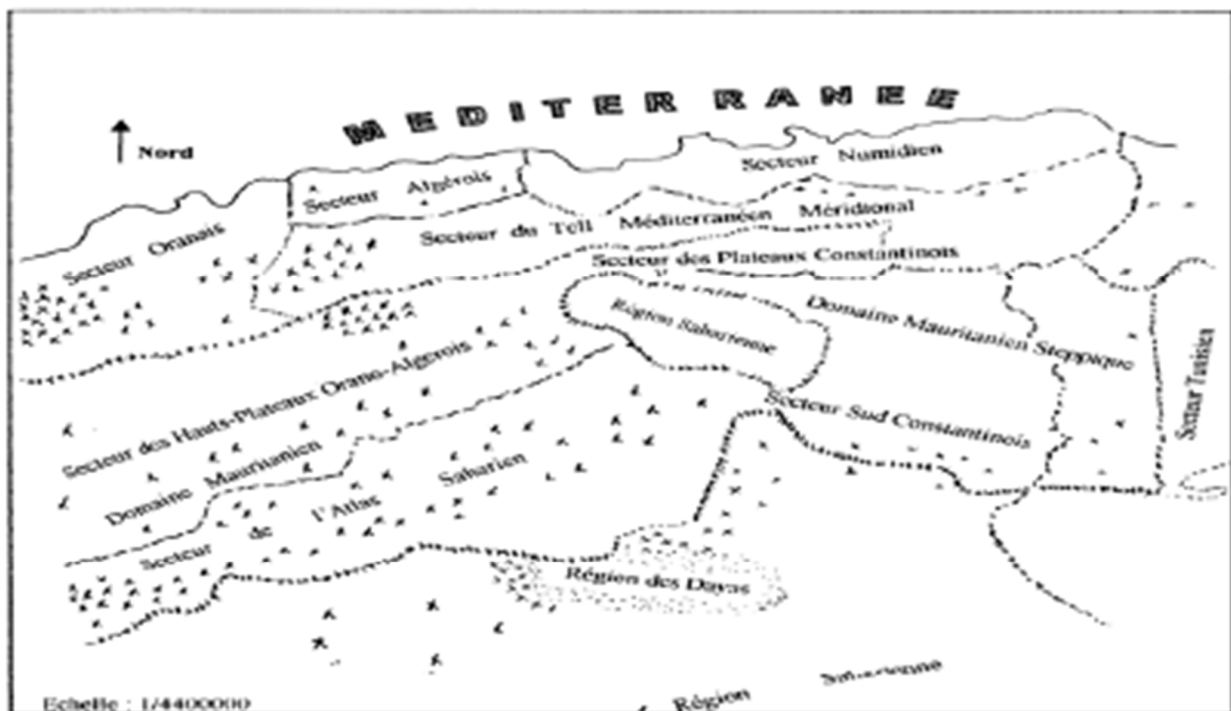 MEDITERRANEE
Nord
Secteur Numidien
Secteur Algérois
Secteur du Tell Méditerranéen Méridional
Secteur Oranais
Secteur des Plateaux Constantinois
Région Saharienne
Domaine Mauritanien Steppique
Secteur Tunisien
Secteur des Hauts-Plateaux Orano-Algérois
Secteur Sud Constantinois
Domaine Mauritanien
Secteur de l'Atlas Saharien
Région des Dayas
Région Saharienne
Echelle : 1/4400000